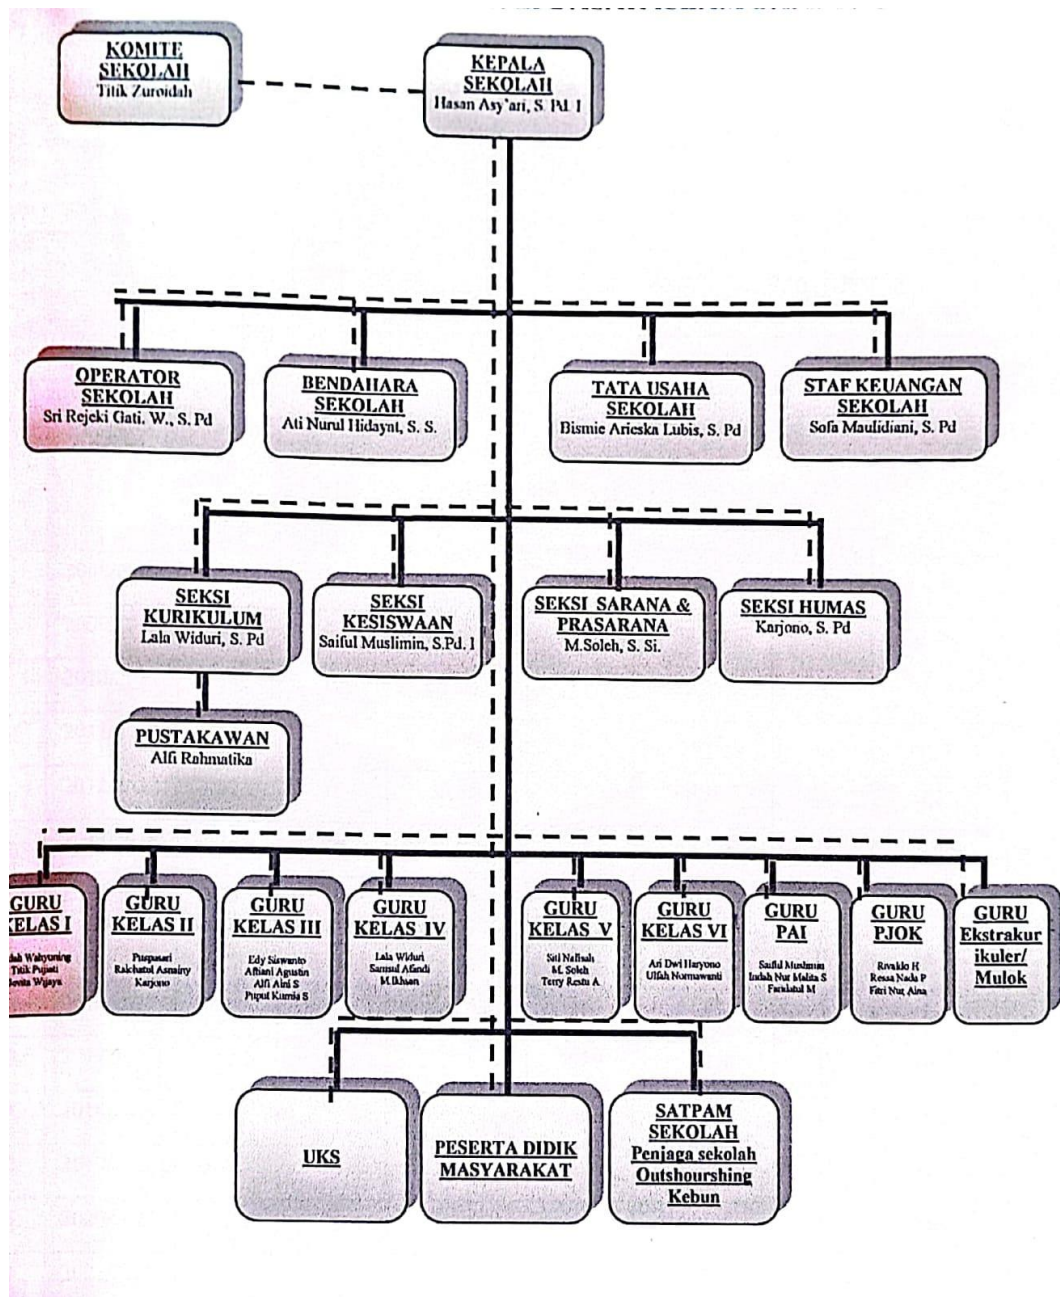 KOMITE
SEKOLAH
Titik Zuroidah
KEPALA
SEKOLAH
Hasan Asy'ari, S. Pd. I
OPERATOR
SEKOLAH
Sri Rejeki Gati. W., S. Pd
BENDAHARA
SEKOLAH
Ati Nurul Hidayat, S. S.
TATA USAHA
SEKOLAH
Bismie Arieska Lubis, S. Pd
STAF KEUANGAN
SEKOLAH
Sofa Maulidiani, S. Pd
SEKSI
KURIKULUM
Lala Widuri, S. Pd
SEKSI
KESISWAAN
Saiful Muslimin, S.Pd. I
SEKSI SARANA &
PRASARANA
M.Soleh, S. Si.
SEKSI HUMAS
Karjono, S. Pd
PUSTAKAWAN
Alfi Rahmatika
GURU
KELAS I
Wahyuning
Titik Pujiati
Wijaya
GURU
KELAS II
Puspasari
Karjono
GURU
KELAS III
Edy Siswanto
Aftiani Agustin
Alfi Aini S
Pupul Kurnia S
GURU
KELAS IV
Lala Widuri
Samsul Afandi
M.Ikhsan
GURU
KELAS V
Siti Nafisah
M. Soleh
Terry Restu A
GURU
KELAS VI
Ari Dwi Haryono
Ulfah Normawanti
GURU
PAI
Saiful Muslimin
Indah Nur Malita S
Faridatul M
GURU
PJOK
Rivaldo H
Ressa Nada P
Fitri Nur Aina
GURU
Ekstrakur
ikuler/
Mulok
UKS
PESERTA DIDIK
MASYARAKAT
SATPAM
SEKOLAH
Penjaga sekolah
Outshourshing
Kebun